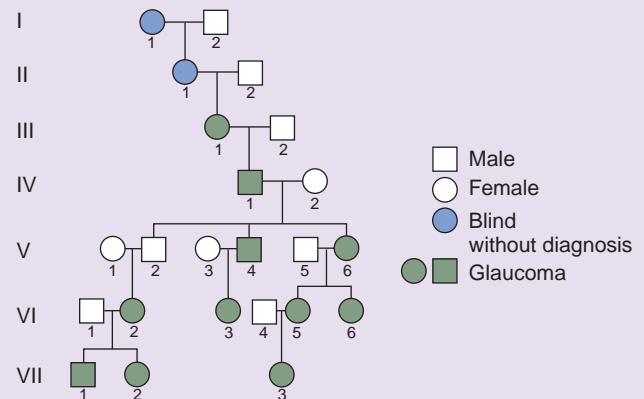 I
1 2
II
1 2
III
1 2
IV
1 2
V
1 2 3 4 5 6
VI
1 2 3 4 5 6
VII
1 2 3
Male
Female
Blind
without diagnosis
Glaucoma